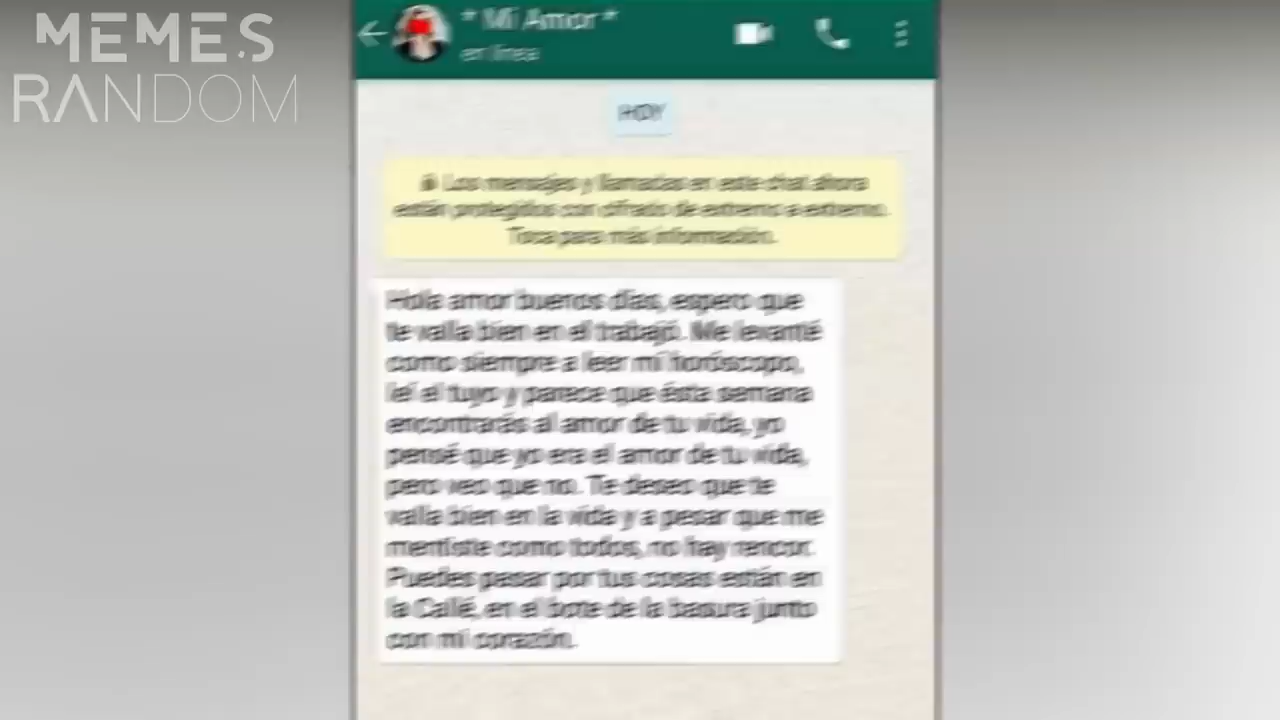 MEMES
RANDOM
* Mi Amor *
en línea
HOY
Los mensajes y llamadas en este chat ahora
están protegidos con cifrado de extremo a extremo.
Toca para más información.
Hola amor buenos días, espero que
te valla bien en el trabajó. Me levanté
como siempre a leer mi horóscopo,
leí el tuyo y parece que ésta semana
encontrarás al amor de tu vida, yo
pensé que yo era el amor de tu vida,
pero veo que no. Te deseo que te
valla bien en la vida y a pesar que me
mentiste como todos, no hay rencor.
Puedes pasar por tus cosas están en
la Callé, en el bote de la basura junto
con mi corazón.